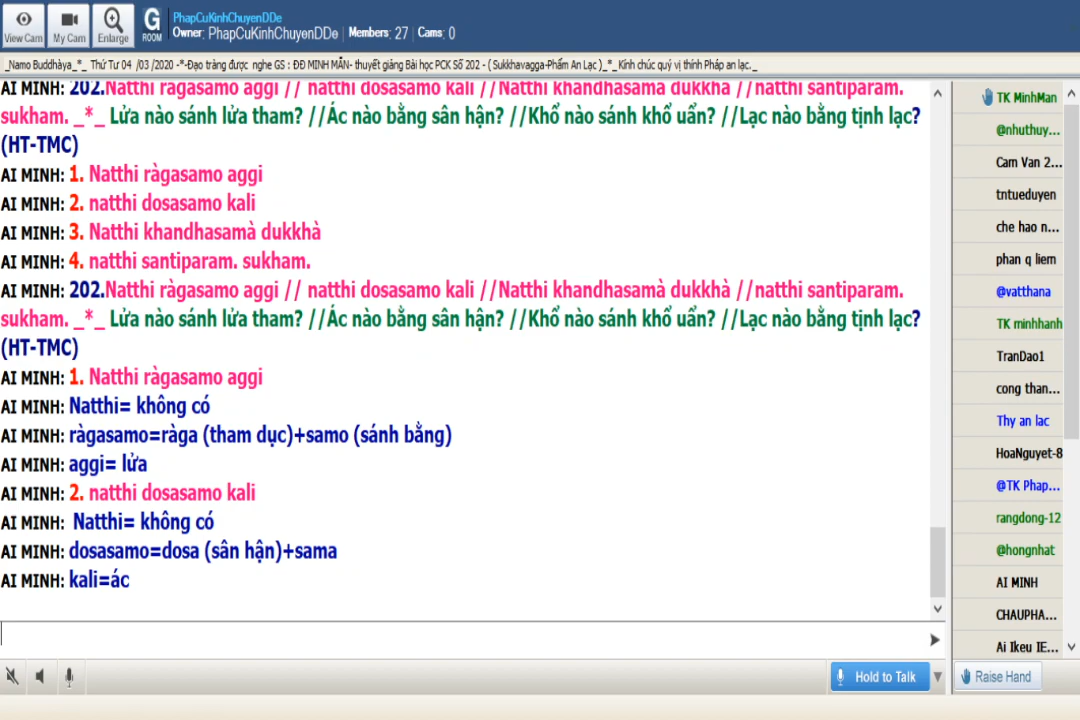 PhapCuKinhChuyenDDe
View Cam My Cam Enlarge G ROOM Owner: PhapCuKinhChuyenDDe Members: 27 Cams: 0
_Namo Buddhàya_*_ Thứ Tư 04 /03 /2020 -*-Đạo tràng được nghe GS : ĐĐ MINH MẪN- thuyết giảng Bài học PCK Số 202 - ( Sukkhavagga-Phẩm An Lạc )_*_Kính chúc quý vị thính Pháp an lạc._
AI MINH: 202.Natthi ràgasamo aggi // natthi dosasamo kali //Natthi khandhasamà dukkhà //natthi santiparam.
sukham. _*_ Lửa nào sánh lửa tham? //Ác nào bằng sân hận? //Khổ nào sánh khổ uẩn? //Lạc nào bằng tịnh lạc?
(HT-TMC)
AI MINH: 1. Natthi ràgasamo aggi
AI MINH: 2. natthi dosasamo kali
AI MINH: 3. Natthi khandhasamà dukkhà
AI MINH: 4. natthi santiparam. sukham.
AI MINH: 202.Natthi ràgasamo aggi // natthi dosasamo kali //Natthi khandhasamà dukkhà //natthi santiparam.
sukham. _*_ Lửa nào sánh lửa tham? //Ác nào bằng sân hận? //Khổ nào sánh khổ uẩn? //Lạc nào bằng tịnh lạc?
(HT-TMC)
AI MINH: 1. Natthi ràgasamo aggi
AI MINH: Natthi= không có
AI MINH: ràgasamo=ràga (tham dục)+samo (sánh bằng)
AI MINH: aggi= lửa
AI MINH: 2. natthi dosasamo kali
AI MINH: Natthi= không có
AI MINH: dosasamo=dosa (sân hận)+sama
AI MINH: kali=ác
TK MinhMan
@nhuthuy...
Cam Van 2...
tntueduyen
che hao n...
phan q liem
@vatthana
TK minhhanh
TranDao1
cong than...
Thy an lac
HoaNguyet-8
@TK Phap...
rangdong-12
@hongnhat
AI MINH
CHAUPHA...
Ai Ikeu IE...
Hold to Talk
Raise Hand